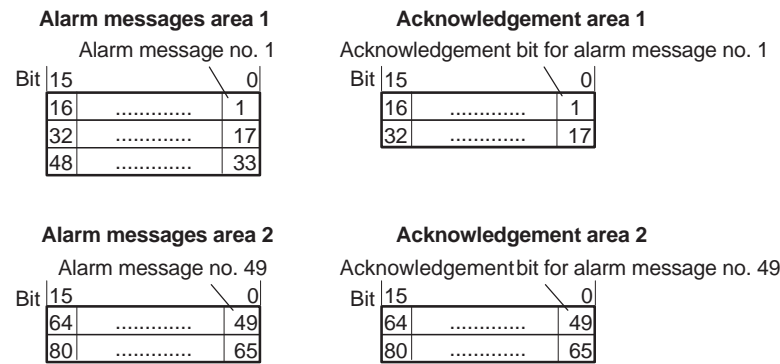 Alarm messages area 1
Alarm message no. 1
Bit 15 0
16 ............. 1
32 ............. 17
48 ............. 33
Acknowledgement area 1
Acknowledgement bit for alarm message no. 1
Bit 15 0
16 ............. 1
32 ............. 17
Alarm messages area 2
Alarm message no. 49
Bit 15 0
64 ............. 49
80 ............. 65
Acknowledgement area 2
Acknowledgement bit for alarm message no. 49
Bit 15 0
64 ............. 49
80 ............. 65